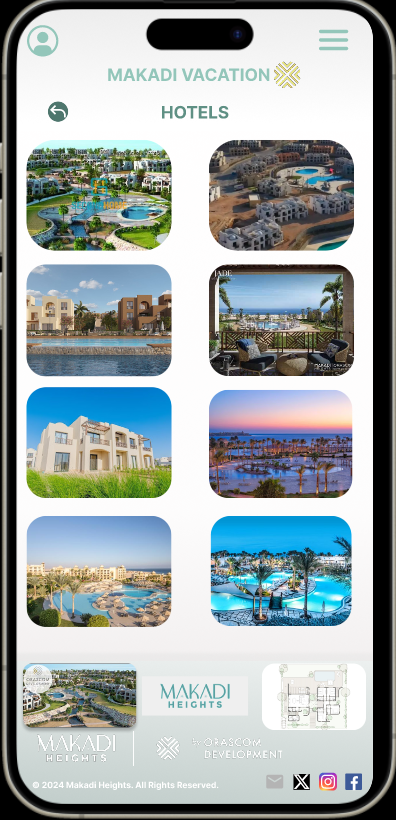 MAKADI VACATION
HOTELS
JADE
MAKADI
HEIGHTS
MAKADI
HEIGHTS
ORASCOM
DEVELOPMENT
© 2024 Makadi Heights. All Rights Reserved.